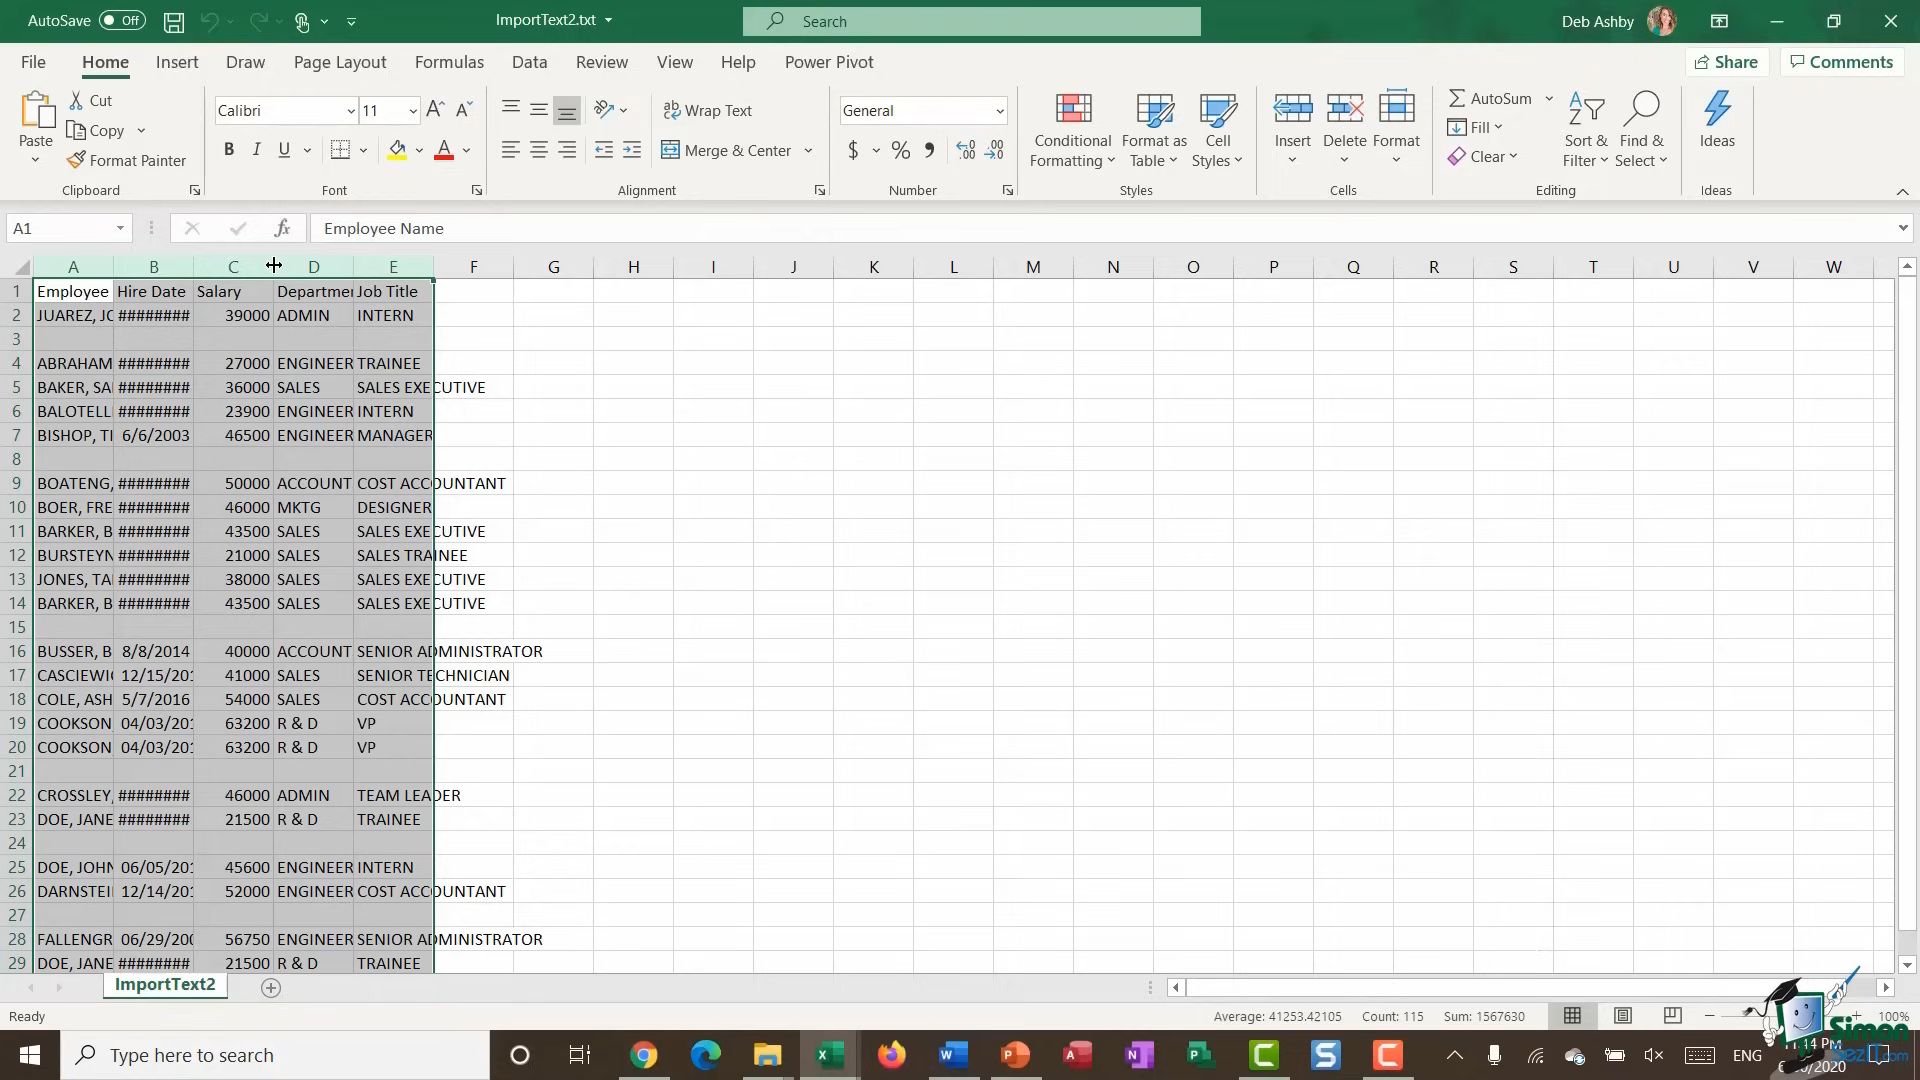 AutoSave Off ImportText2.txt Search Deb Ashby
File Home Insert Draw Page Layout Formulas Data Review View Help Power Pivot Share Comments
Paste Cut Copy Format Painter Clipboard
Calibri 11 B I U A Font
Wrap Text Merge & Center Alignment
General $ % Number
Conditional Formatting Format as Table Cell Styles Styles
Insert Delete Format Cells
AutoSum Fill Clear Sort & Filter Find & Select Editing
Ideas Ideas
A1 fx Employee Name
A B C D E F G H I J K L M N O P Q R S T U V W
1 Employee Hire Date Salary Departmen Job Title
2 JUAREZ, JO ######## 39000 ADMIN INTERN
3
4 ABRAHAM ######## 27000 ENGINEER TRAINEE
5 BAKER, SA ######## 36000 SALES SALES EXECUTIVE
6 BALOTELL ######## 23900 ENGINEER INTERN
7 BISHOP, TI 6/6/2003 46500 ENGINEER MANAGER
8
9 BOATENG, ######## 50000 ACCOUNT COST ACCOUNTANT
10 BOER, FRE ######## 46000 MKTG DESIGNER
11 BARKER, B ######## 43500 SALES SALES EXECUTIVE
12 BURSTEYN ######## 21000 SALES SALES TRAINEE
13 JONES, TA ######## 38000 SALES SALES EXECUTIVE
14 BARKER, B ######## 43500 SALES SALES EXECUTIVE
15
16 BUSSER, B 8/8/2014 40000 ACCOUNT SENIOR ADMINISTRATOR
17 CASCIEWI 12/15/201 41000 SALES SENIOR TECHNICIAN
18 COLE, ASH 5/7/2016 54000 SALES COST ACCOUNTANT
19 COOKSON 04/03/201 63200 R & D VP
20 COOKSON 04/03/201 63200 R & D VP
21
22 CROSSLEY, ######## 46000 ADMIN TEAM LEADER
23 DOE, JANE ######## 21500 R & D TRAINEE
24
25 DOE, JOHN 06/05/201 45600 ENGINEER INTERN
26 DARNSTEI 12/14/201 52000 ENGINEER COST ACCOUNTANT
27
28 FALLENGR 06/29/200 56750 ENGINEER SENIOR ADMINISTRATOR
29 DOE, JANE ######## 21500 R & D TRAINEE
ImportText2
Ready Average: 41253.42105 Count: 115 Sum: 1567630 100%
Type here to search ENG
Simon
SezIT.com